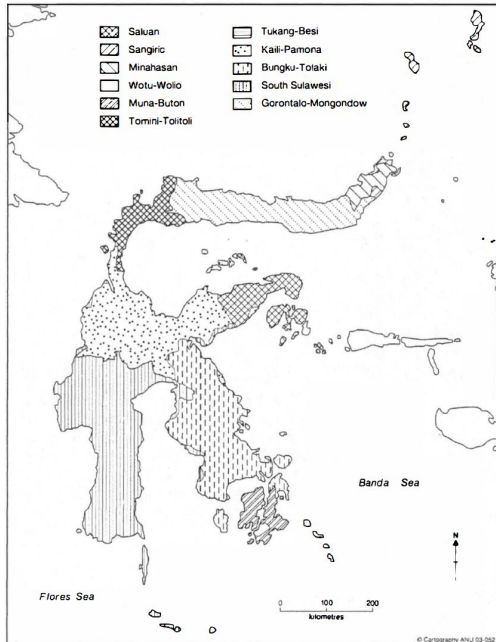 Saluan
Sangiric
Minahasan
Wotu-Wolio
Muna-Buton
Tomini-Tolitoli
Tukang-Besi
Kaili-Pamona
Bungku-Tolaki
South Sulawesi
Gorontalo-Mongondow
Banda Sea
N
Flores Sea
0 100 200
kilometres
© Cartography ANU 03-052